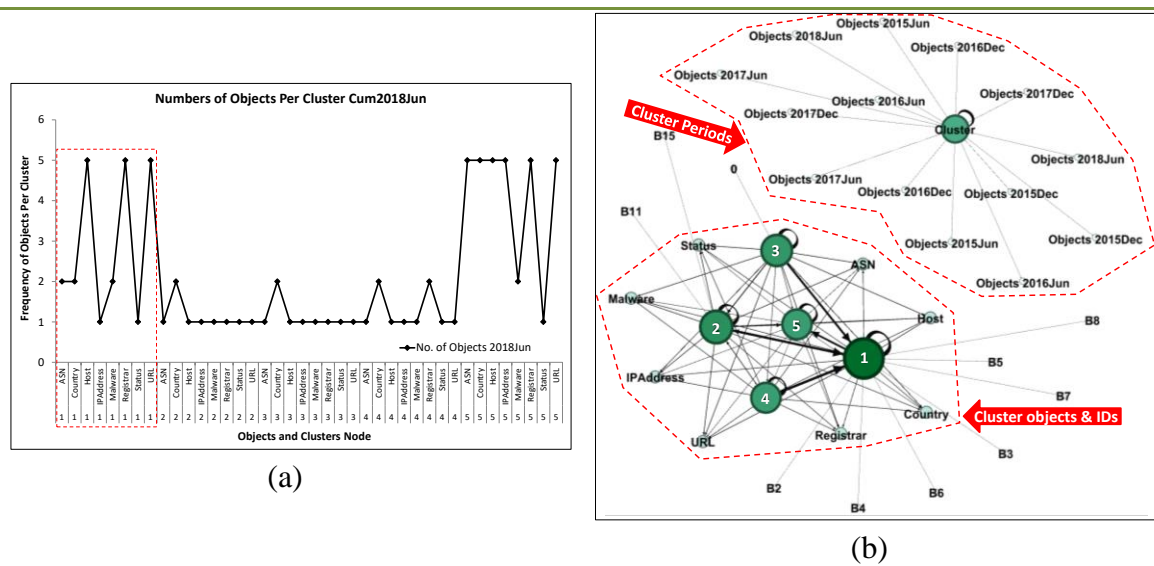 Numbers of Objects Per Cluster Cum2018Jun
Frequency of Objects Per Cluster
6
5
4
3
2
1
0
No. of Objects 2018Jun
ASN Country Host IPAddress Malware Registrar Status URL ASN Country Host IPAddress Malware Registrar Status URL ASN Country Host IPAddress Malware Registrar Status URL ASN Country Host IPAddress Malware Registrar Status URL ASN Country Host IPAddress Malware Registrar Status URL
1 1 1 1 1 1 1 1 2 2 2 2 2 2 2 2 3 3 3 3 3 3 3 3 4 4 4 4 4 4 4 4 5 5 5 5 5 5 5 5
Objects and Clusters Node
(a)
Objects 2015Jun
Objects 2018Jun
Objects 2016Dec
Objects 2017Jun
Objects 2016Jun
Objects 2017Dec
Objects 2017Dec
Cluster Periods
Cluster
B15
0
Objects 2018Jun
Objects 2017Jun
Objects 2016Dec
Objects 2015Dec
B11
Objects 2015Jun
Objects 2015Dec
Objects 2016Jun
Status
3
ASN
Malware
2
5
Host
B8
1
B5
IPAddress
B7
4
Country
Cluster objects & IDs
URL
Registrar
B3
B2
B6
B4
(b)